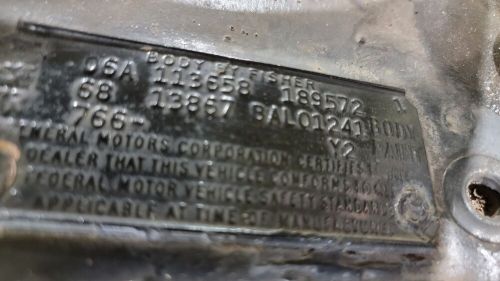 BODY BY FISHER
06A 113658 189572 1
68 13867 BAL01241 BODY
766- Y2
GENERAL MOTORS CORPORATION CERTIFIES
DEALER THAT THIS VEHICLE CONFORMS TO
FEDERAL MOTOR VEHICLE SAFETY STANDARDS
APPLICABLE AT TIME OF MANUFACTURE